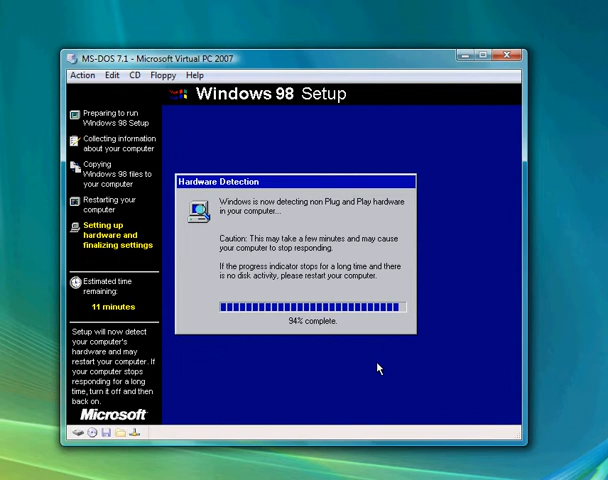 MS-DOS 7.1 - Microsoft Virtual PC 2007
Action Edit CD Floppy Help
Windows 98 Setup
Preparing to run
Windows 98 Setup
Collecting information
about your computer
Copying
Windows 98 files to
your computer
Restarting your
computer
Setting up
hardware and
finalizing settings
Estimated time
remaining:
11 minutes
Setup will now detect
your computer's
hardware and may
restart your computer. If
your computer stops
responding for a long
time, turn it off and then
back on.
Microsoft
Hardware Detection
Windows is now detecting non Plug and Play hardware
in your computer...
Caution: This may take a few minutes and may cause
your computer to stop responding.
If the progress indicator stops for a long time and there
is no disk activity, please restart your computer.
94% complete.